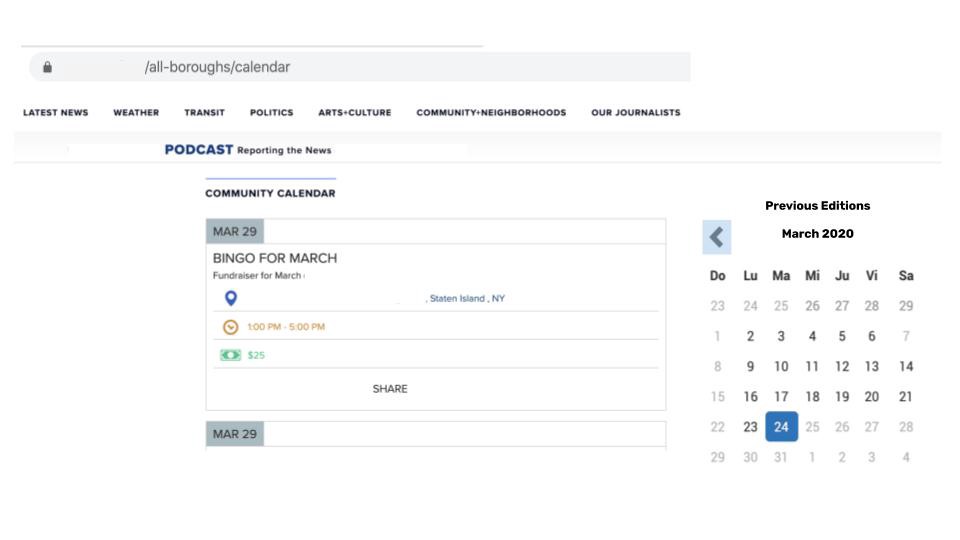 /all-boroughs/calendar
LATEST NEWS WEATHER TRANSIT POLITICS ARTS+CULTURE COMMUNITY+NEIGHBORHOODS OUR JOURNALISTS
PODCAST Reporting the News
COMMUNITY CALENDAR
MAR 29
BINGO FOR MARCH
Fundraiser for March
, Staten Island , NY
1:00 PM - 5:00 PM
$25
SHARE
MAR 29
Previous Editions
March 2020
Do Lu Ma Mi Ju Vi Sa
23 24 25 26 27 28 29
1 2 3 4 5 6 7
8 9 10 11 12 13 14
15 16 17 18 19 20 21
22 23 24 25 26 27 28
29 30 31 1 2 3 4